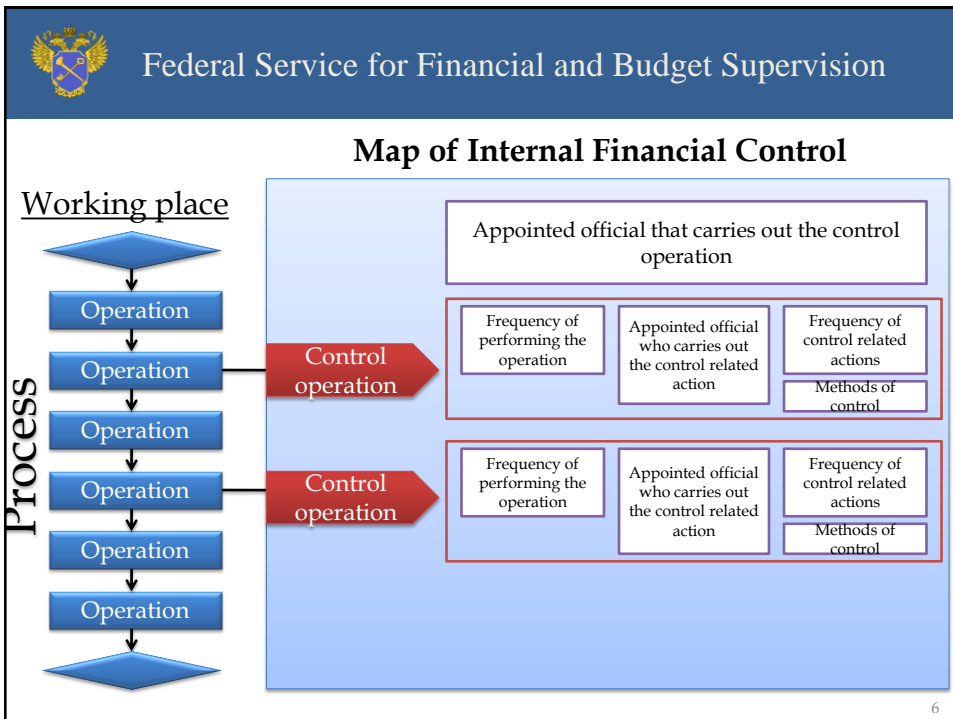 Federal Service for Financial and Budget Supervision
Map of Internal Financial Control
Working place
Process
Operation
Operation
Operation
Operation
Operation
Operation
Appointed official that carries out the control
operation
Control
operation
Frequency of
performing the
operation
Appointed official
who carries out
the control related
action
Frequency of
control related
actions
Methods of
control
Control
operation
Frequency of
performing the
operation
Appointed official
who carries out
the control related
action
Frequency of
control related
actions
Methods of
control
6